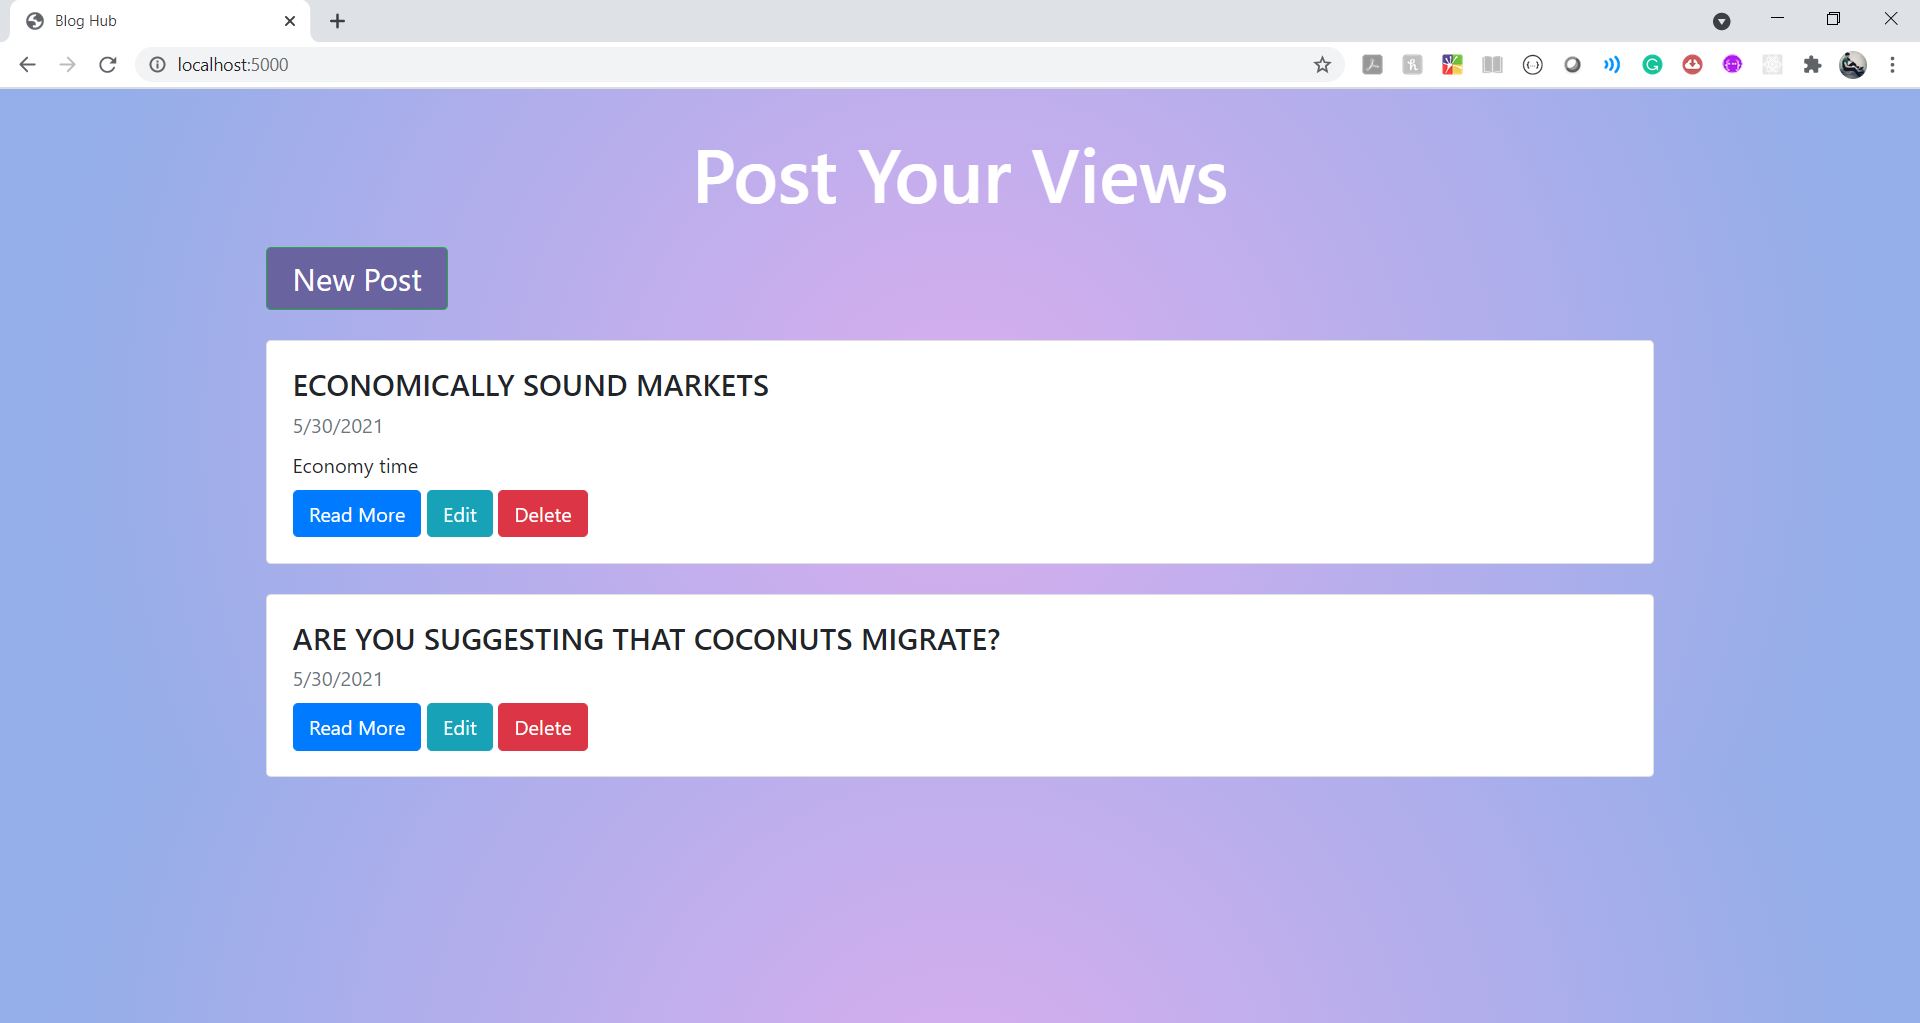 Blog Hub
localhost:5000
Post Your Views
New Post
ECONOMICALLY SOUND MARKETS
5/30/2021
Economy time
Read More Edit Delete
ARE YOU SUGGESTING THAT COCONUTS MIGRATE?
5/30/2021
Read More Edit Delete